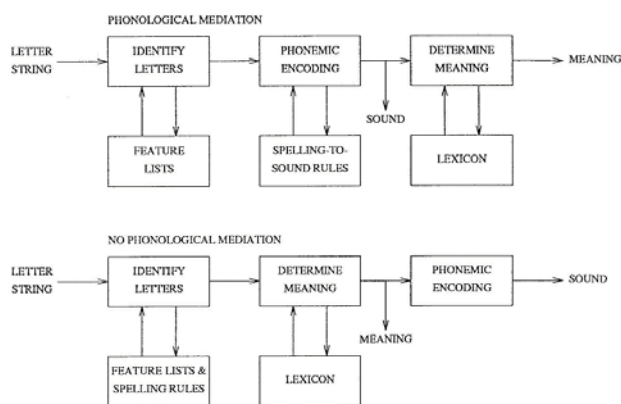 PHONOLOGICAL MEDIATION
LETTER
STRING
IDENTIFY
LETTERS
PHONEMIC
ENCODING
DETERMINE
MEANING
MEANING
SOUND
FEATURE
LISTS
SPELLING-TO-
SOUND RULES
LEXICON
NO PHONOLOGICAL MEDIATION
LETTER
STRING
IDENTIFY
LETTERS
DETERMINE
MEANING
PHONEMIC
ENCODING
SOUND
MEANING
FEATURE LISTS &
SPELLING RULES
LEXICON